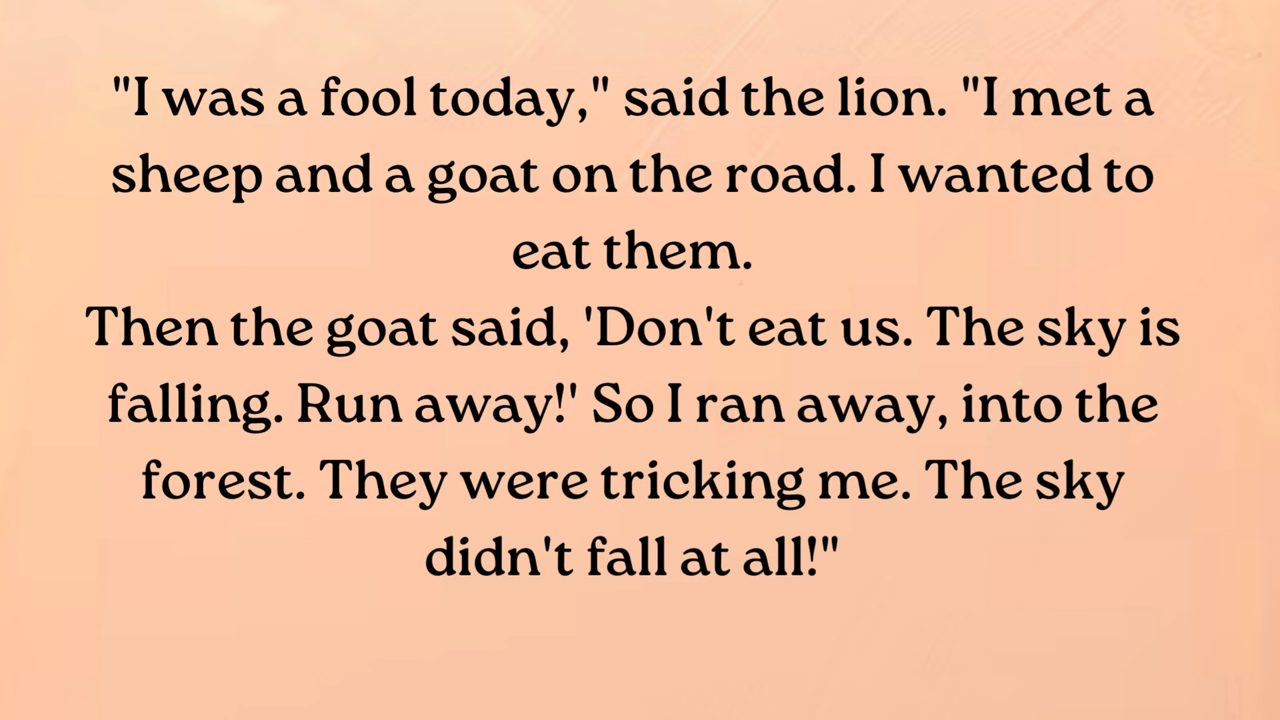 "I was a fool today," said the lion. "I met a
sheep and a goat on the road. I wanted to
eat them.
Then the goat said, 'Don't eat us. The sky is
falling. Run away!' So I ran away, into the
forest. They were tricking me. The sky
didn't fall at all!"